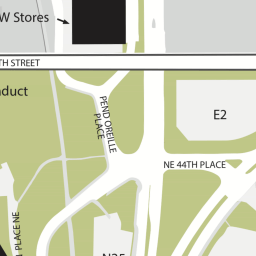 W Stores
TH STREET
duct
PEND OREILLE
PLACE
E2
NE 44TH PLACE
PLACE NE